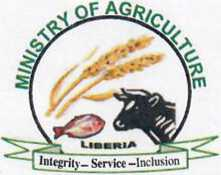 MINISTRY OF AGRICULTURE
LIBERIA
Integrity – Service – Inclusion